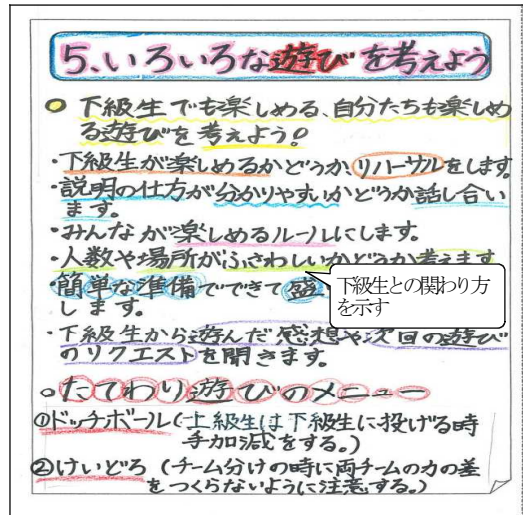 5、いろいろな遊びを考えよう
○ 下級生でも楽しめる、自分たちも楽しめ
る遊びを考えよう。
・下級生が楽しめるかどうか、リハーサルをします
・説明の仕方が分かりやすいかどうか話し合い
ます。
・みんなが楽しめるルールにします。
・人数や場所がふさわしいかどうか考えます
・簡単な準備でできて盛
します。
下級生との関わり方
を示す
・下級生から遊んだ感想や次回の遊び
のリクエストを聞きます。
○たてわり遊びのメニュー
①ドッチボール(上級生は下級生に投げる時
手加減をする。)
②けいどろ (チーム分けの時に両チームの力の差
をつくらないように注意する。)